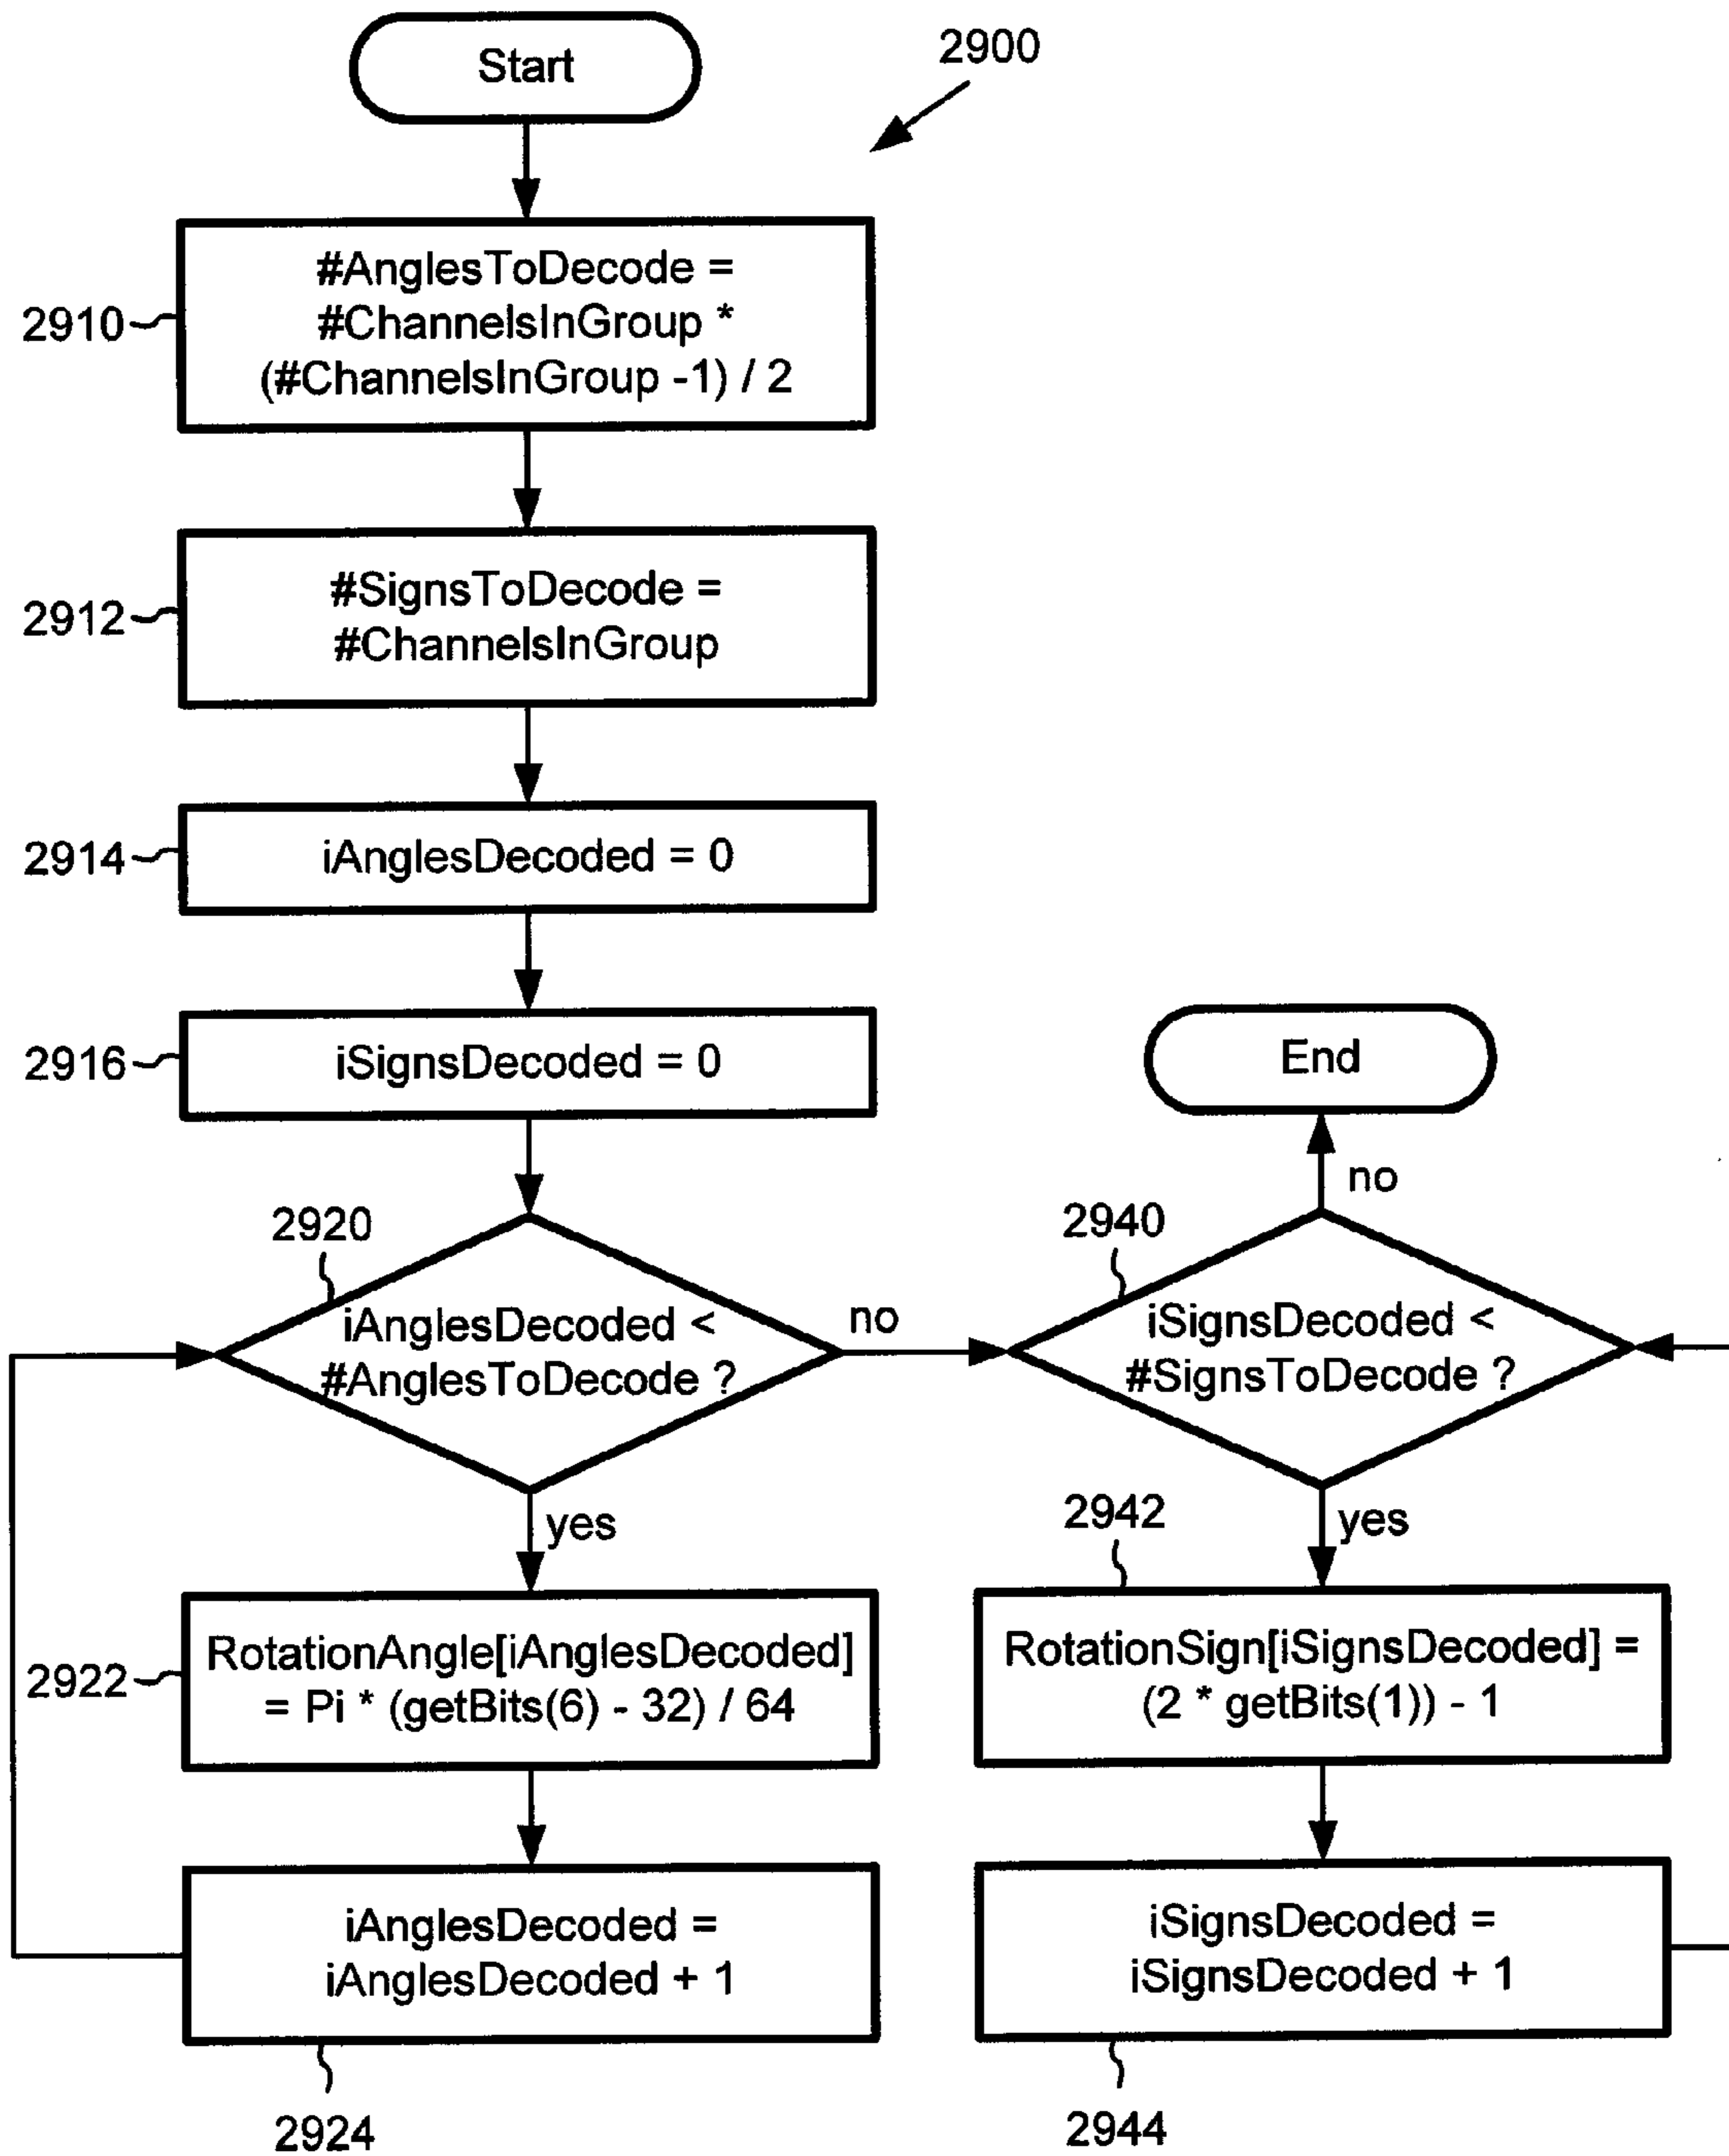 Start
2900
#AnglesToDecode =
#ChannelsInGroup *
(#ChannelsInGroup -1) / 2
2910
#SignsToDecode =
#ChannelsInGroup
2912
iAnglesDecoded = 0
2914
iSignsDecoded = 0
2916
End
no
2920
iAnglesDecoded <
#AnglesToDecode ?
no
2940
iSignsDecoded <
#SignsToDecode ?
yes
2942
yes
RotationAngle[iAnglesDecoded]
= Pi * (getBits(6) - 32) / 64
2922
RotationSign[iSignsDecoded] =
(2 * getBits(1)) - 1
iAnglesDecoded =
iAnglesDecoded + 1
2924
iSignsDecoded =
iSignsDecoded + 1
2944